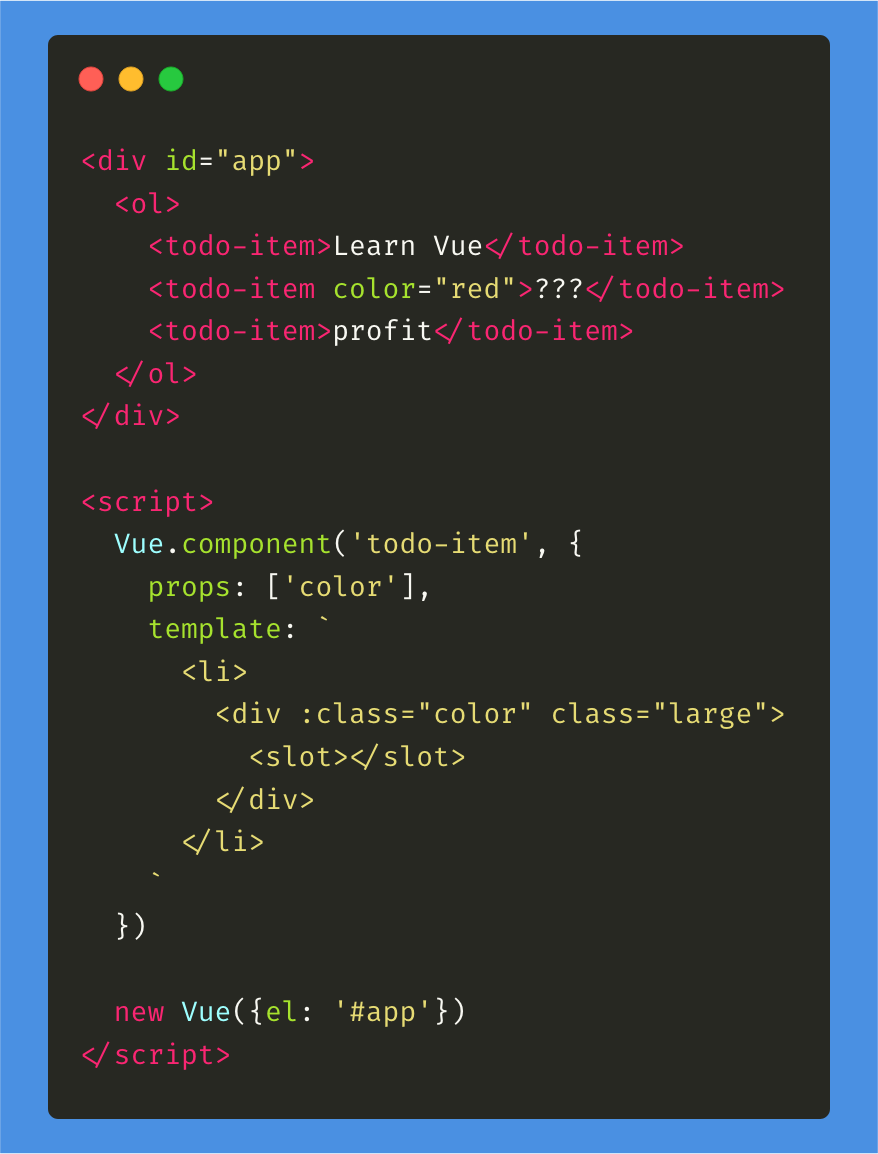 <div id="app">
  <ol>
    <todo-item>Learn Vue</todo-item>
    <todo-item color="red">???</todo-item>
    <todo-item>profit</todo-item>
  </ol>
</div>

<script>
  Vue.component('todo-item', {
    props: ['color'],
    template: `
      <li>
        <div :class="color" class="large">
          <slot></slot>
        </div>
      </li>
    `
  })

  new Vue({el: '#app'})
</script>